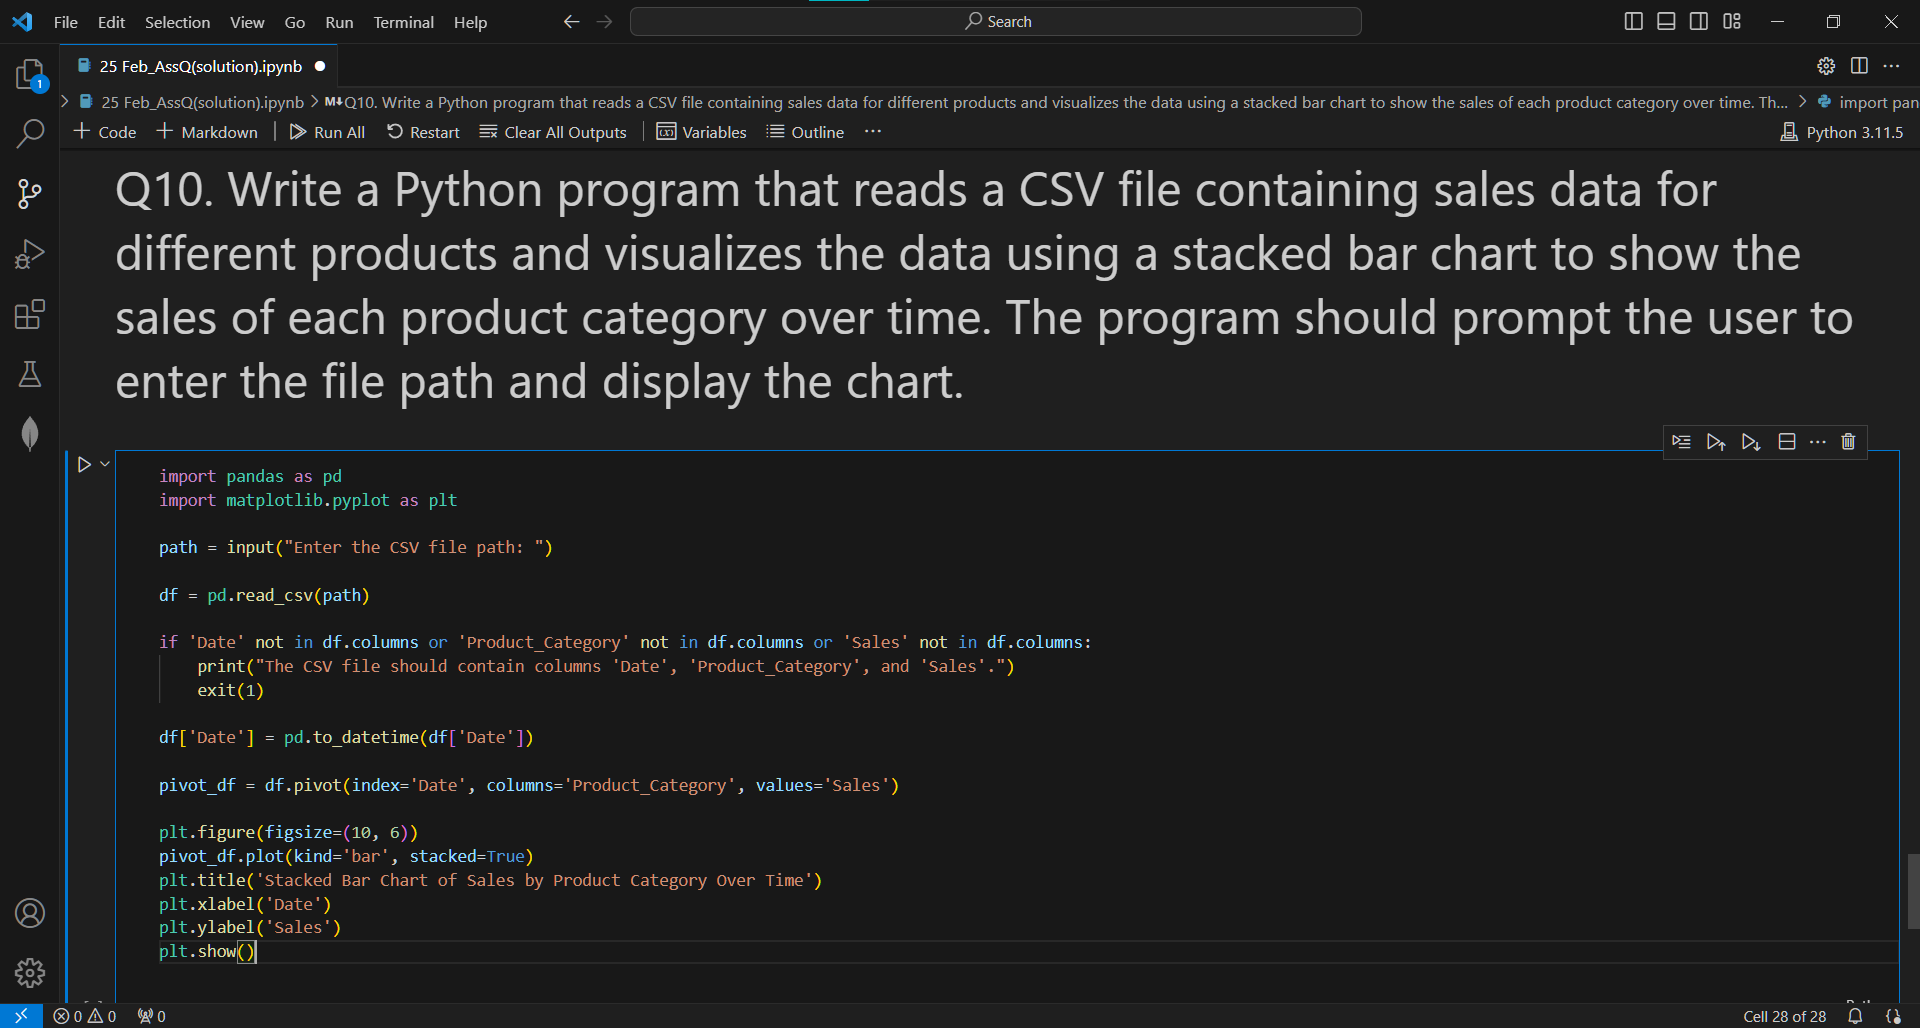 File Edit Selection View Go Run Terminal Help
Search
25 Feb_AssQ(solution).ipynb
1
25 Feb_AssQ(solution).ipynb > M↓Q10. Write a Python program that reads a CSV file containing sales data for different products and visualizes the data using a stacked bar chart to show the sales of each product category over time. Th... > import pan
+ Code + Markdown | Run All Restart Clear All Outputs | Variables Outline ...
Python 3.11.5
Q10. Write a Python program that reads a CSV file containing sales data for
different products and visualizes the data using a stacked bar chart to show the
sales of each product category over time. The program should prompt the user to
enter the file path and display the chart.
import pandas as pd
import matplotlib.pyplot as plt
path = input("Enter the CSV file path: ")
df = pd.read_csv(path)
if 'Date' not in df.columns or 'Product_Category' not in df.columns or 'Sales' not in df.columns:
    print("The CSV file should contain columns 'Date', 'Product_Category', and 'Sales'.")
    exit(1)
df['Date'] = pd.to_datetime(df['Date'])
pivot_df = df.pivot(index='Date', columns='Product_Category', values='Sales')
plt.figure(figsize=(10, 6))
pivot_df.plot(kind='bar', stacked=True)
plt.title('Stacked Bar Chart of Sales by Product Category Over Time')
plt.xlabel('Date')
plt.ylabel('Sales')
plt.show()
0 0 0
Cell 28 of 28